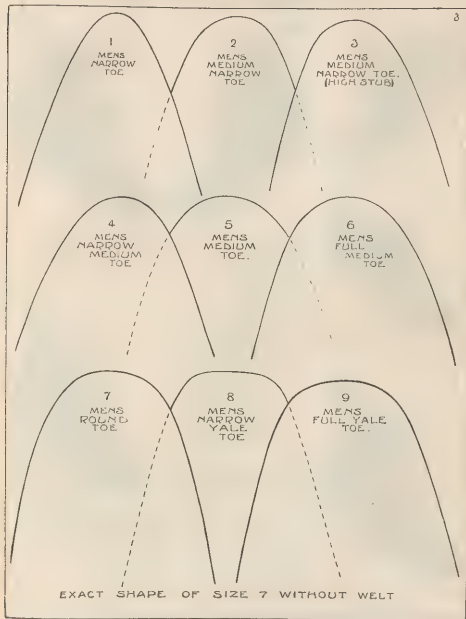 3
1
MENS
NARROW
TOE
2
MENS
MEDIUM
NARROW
TOE
3
MENS
MEDIUM
NARROW TOE.
(HIGH STUB)
4
MENS
NARROW
MEDIUM
TOE
5
MENS
MEDIUM
TOE.
6
MENS
FULL
MEDIUM
TOE
7
MENS
ROUND
TOE
8
MENS
NARROW
YALE
TOE
9
MENS
FULL YALE
TOE.
EXACT SHAPE OF SIZE 7 WITHOUT WELT